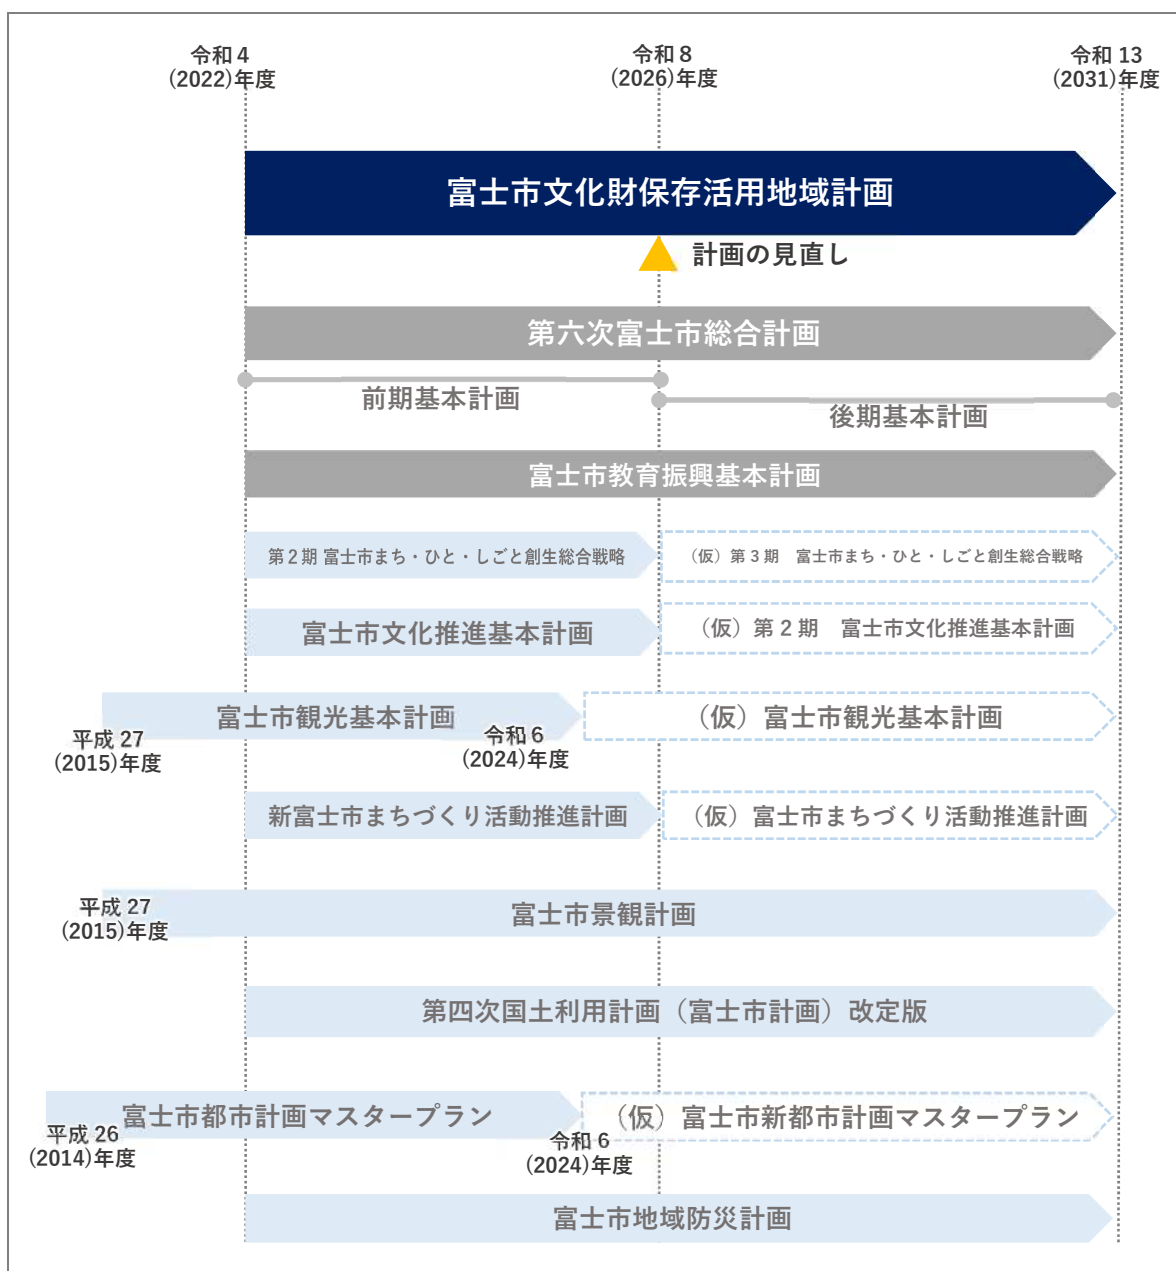 令和４
(2022)年度
令和８
(2026)年度
令和 13
(2031)年度
富士市文化財保存活用地域計画
計画の見直し
第六次富士市総合計画
前期基本計画
後期基本計画
富士市教育振興基本計画
第２期 富士市まち・ひと・しごと創生総合戦略
（仮）第３期　富士市まち・ひと・しごと創生総合戦略
富士市文化推進基本計画
（仮）第２期　富士市文化推進基本計画
富士市観光基本計画
（仮）富士市観光基本計画
平成 27
(2015)年度
令和６
(2024)年度
新富士市まちづくり活動推進計画
（仮）富士市まちづくり活動推進計画
平成 27
(2015)年度
富士市景観計画
第四次国土利用計画（富士市計画）改定版
富士市都市計画マスタープラン
（仮）富士市新都市計画マスタープラン
平成 26
(2014)年度
令和６
(2024)年度
富士市地域防災計画